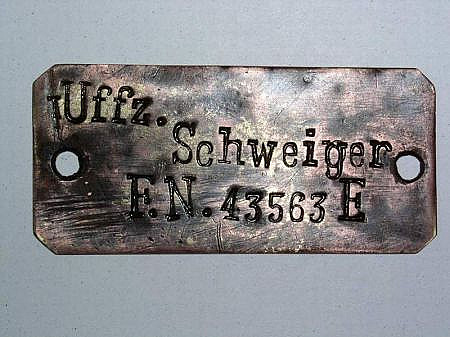 Uffz.
Schweiger
F.N. 43563 E